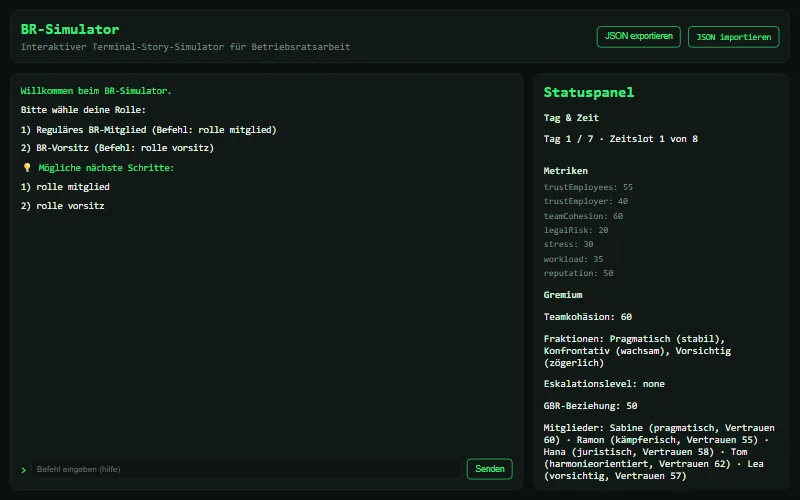 BR-Simulator
Interaktiver Terminal-Story-Simulator für Betriebsratsarbeit
JSON exportieren
JSON importieren
Willkommen beim BR-Simulator.
Bitte wähle deine Rolle:
1) Reguläres BR-Mitglied (Befehl: rolle mitglied)
2) BR-Vorsitz (Befehl: rolle vorsitz)
💡 Mögliche nächste Schritte:
1) rolle mitglied
2) rolle vorsitz
> Befehl eingeben (hilfe)
Senden
Statuspanel
Tag & Zeit
Tag 1 / 7 · Zeitslot 1 von 8
Metriken
trustEmployees: 55
trustEmployer: 40
teamCohesion: 60
legalRisk: 20
stress: 30
workload: 35
reputation: 50
Gremium
Teamkohäsion: 60
Fraktionen: Pragmatisch (stabil),
Konfrontativ (wachsam), Vorsichtig
(zögerlich)
Eskalationslevel: none
GBR-Beziehung: 50
Mitglieder: Sabine (pragmatisch, Vertrauen
60) · Ramon (kämpferisch, Vertrauen 55) ·
Hana (juristisch, Vertrauen 58) · Tom
(harmonieorientiert, Vertrauen 62) · Lea
(vorsichtig, Vertrauen 57)